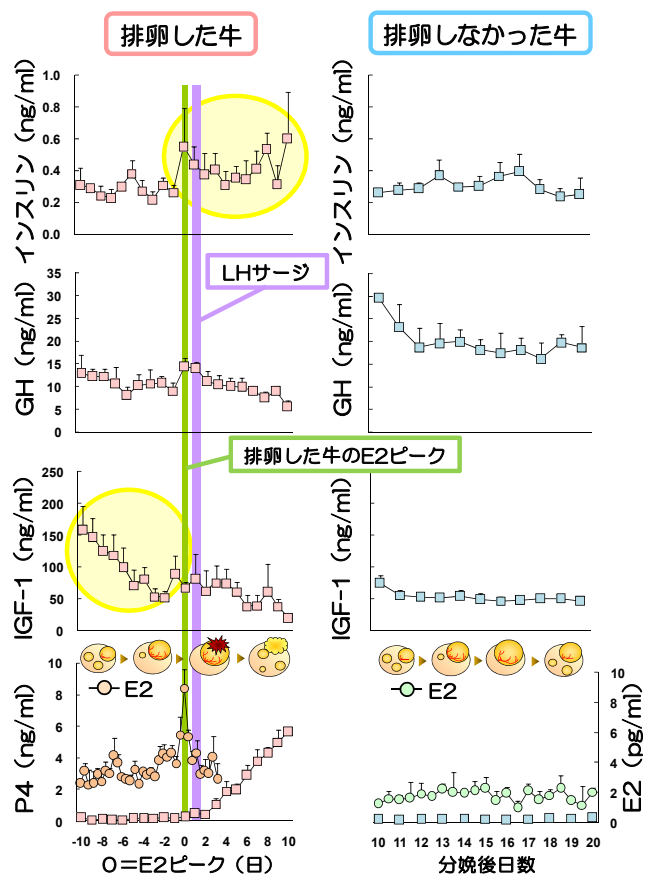 排卵した牛
排卵しなかった牛
インスリン（ng/ml）
1.0
0.8
0.6
0.4
0.2
0.0
インスリン（ng/ml）
LHサージ
GH（ng/ml）
35
30
25
20
15
10
5
0
GH（ng/ml）
排卵した牛のE2ピーク
IGF-1（ng/ml）
250
200
150
100
50
0
IGF-1（ng/ml）
P4（ng/ml）
10
8
6
4
2
0
E2
-10 -8 -6 -4 -2 0 2 4 6 8 10
0＝E2ピーク（日）
E2
10
8
6
4
2
0
E2（pg/ml）
10 11 12 13 14 15 16 17 18 19 20
分娩後日数